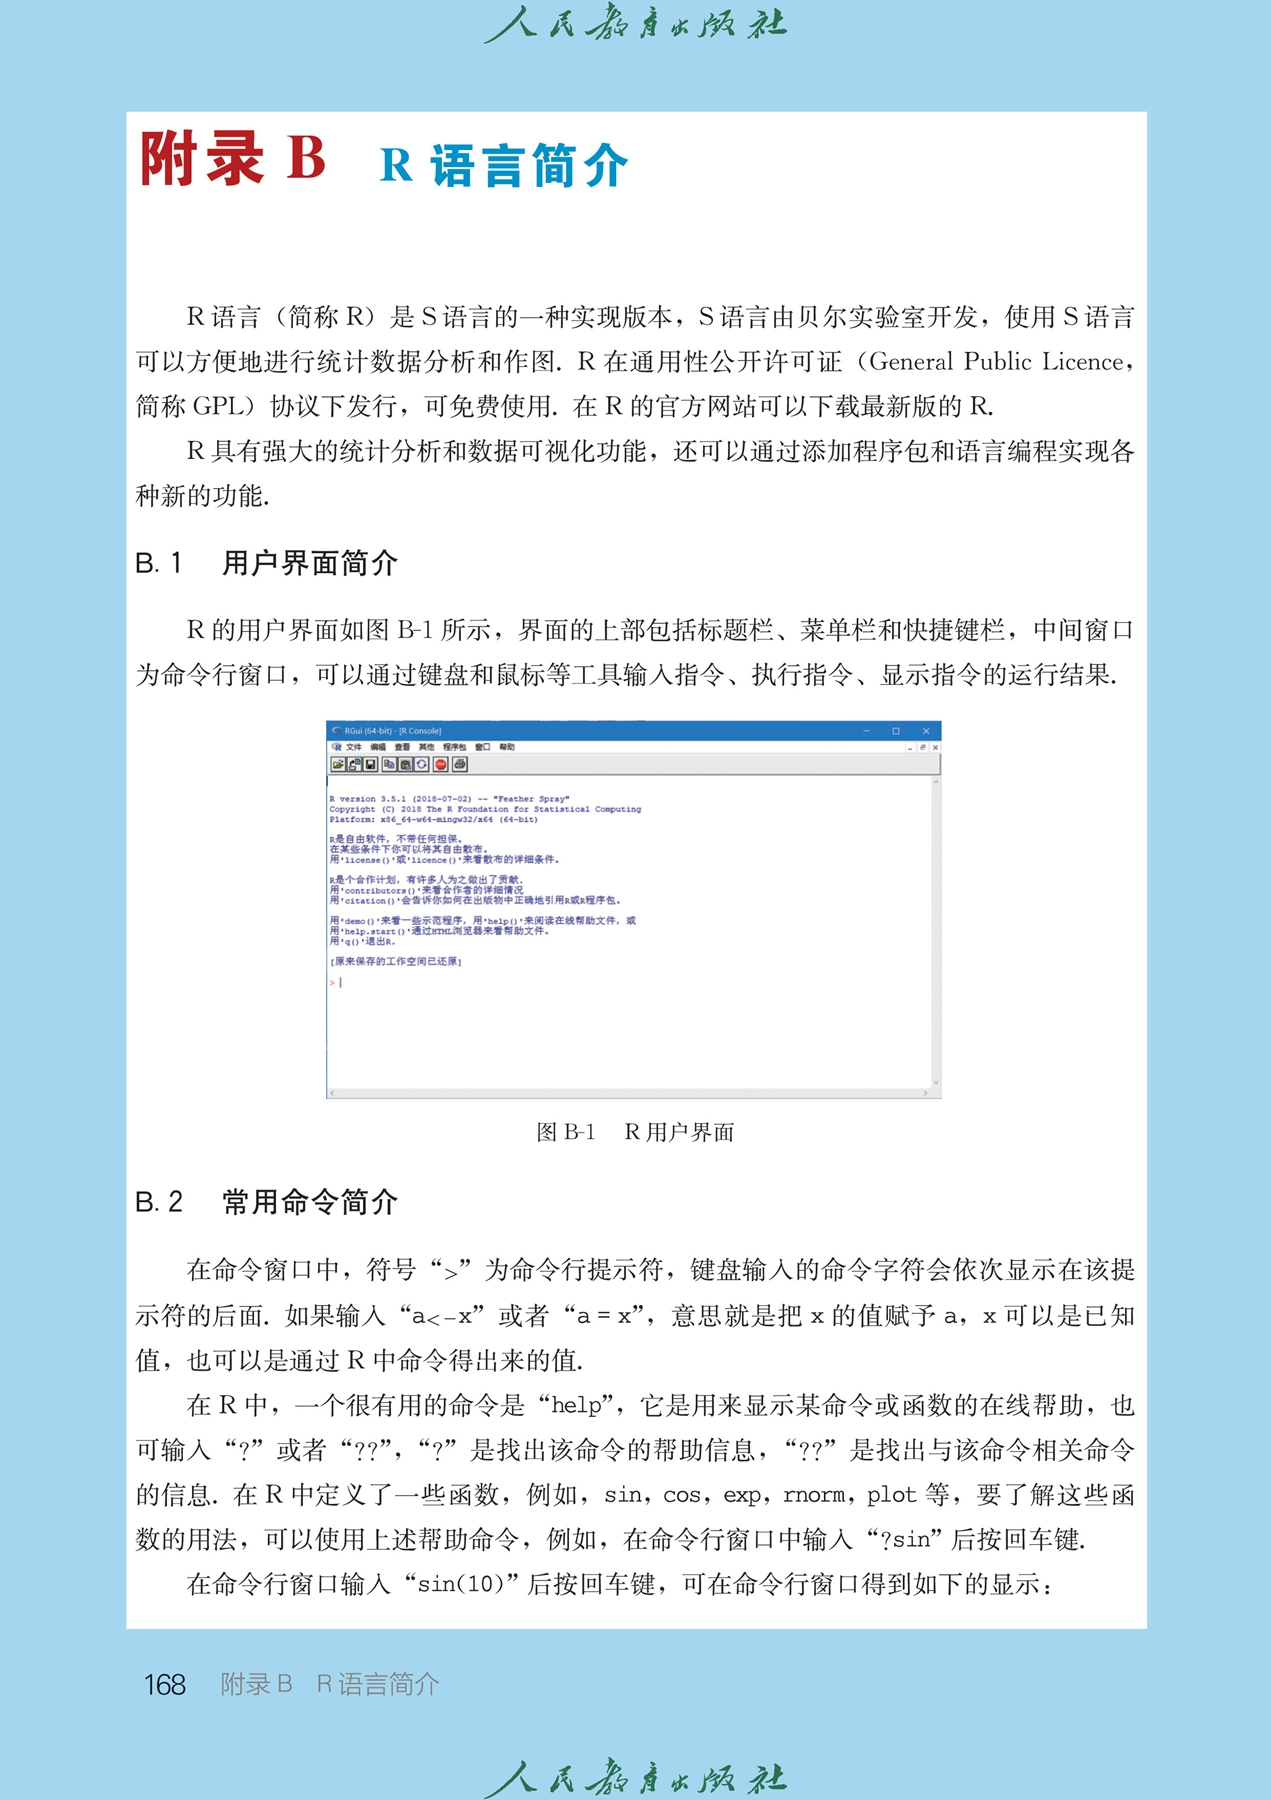 人民教育出版社
附录 B R 语言简介
R 语言（简称 R）是 S 语言的一种实现版本，S 语言由贝尔实验室开发，使用 S 语言
可以方便地进行统计数据分析和作图. R 在通用性公开许可证（General Public Licence，
简称 GPL）协议下发行，可免费使用. 在 R 的官方网站可以下载最新版的 R.
R 具有强大的统计分析和数据可视化功能，还可以通过添加程序包和语言编程实现各
种新的功能.
B. 1 用户界面简介
R 的用户界面如图 B-1 所示，界面的上部包括标题栏、菜单栏和快捷键栏，中间窗口
为命令行窗口，可以通过键盘和鼠标等工具输入指令、执行指令、显示指令的运行结果.
RGui (64-bit) - [R Console]
文件 编辑 查看 其他 程序包 窗口 帮助
R version 3.5.1 (2018-07-02) -- "Feather Spray"
Copyright (C) 2018 The R Foundation for Statistical Computing
Platform: x86_64-w64-mingw32/x64 (64-bit)
R是自由软件，不带任何担保。
在某些条件下你可以将其自由散布。
用'license()'或'licence()'来看散布的详细条件。
R是个合作计划，有许多人为之做出了贡献.
用'contributors()'来看合作者的详细情况
用'citation()'会告诉你如何在出版物中正确地引用R或R程序包。
用'demo()'来看一些示范程序，用'help()'来阅读在线帮助文件，或
用'help.start()'通过HTML浏览器来看帮助文件。
用'q()'退出R.
[原来保存的工作空间已还原]
>
图 B-1 R 用户界面
B. 2 常用命令简介
在命令窗口中，符号“>”为命令行提示符，键盘输入的命令字符会依次显示在该提
示符的后面. 如果输入“a<-x”或者“a = x”，意思就是把 x 的值赋予 a，x 可以是已知
值，也可以是通过 R 中命令得出来的值.
在 R 中，一个很有用的命令是“help”，它是用来显示某命令或函数的在线帮助，也
可输入“?”或者“??”，“?”是找出该命令的帮助信息，“??”是找出与该命令相关命令
的信息. 在 R 中定义了一些函数，例如，sin，cos，exp，rnorm，plot 等，要了解这些函
数的用法，可以使用上述帮助命令，例如，在命令行窗口中输入“?sin”后按回车键.
在命令行窗口输入“sin(10)”后按回车键，可在命令行窗口得到如下的显示：
168 附录 B R 语言简介
人民教育出版社